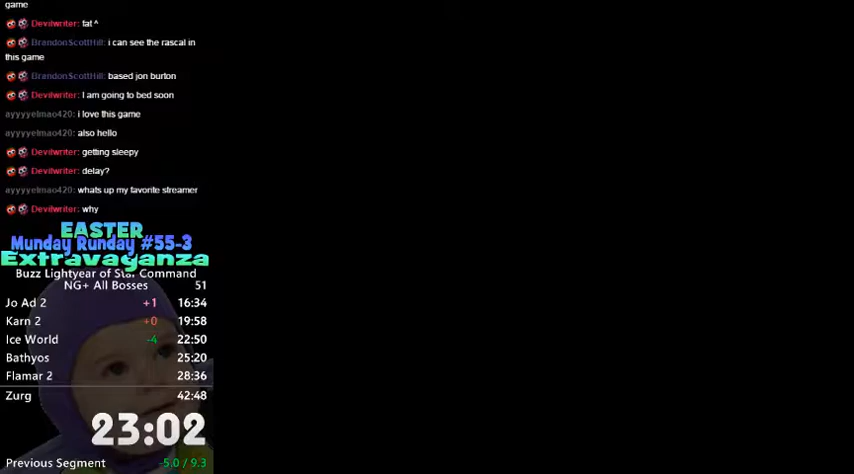 game
Devilwriter: tat ^
BrandonScottHill: i can see the rascal in
this game
BrandonScottHill: based jon burton
Devilwriter: I am going to bed soon
ayyyyelmao420: i love this game
ayyyyelmao420: also hello
Devilwriter: getting sleepy
Devilwriter: delay?
ayyyyelmao420: whats up my favorite streamer
Devilwriter: why
EASTER
Munday Runday #55-3
Extravaganza
Buzz Lightyear of Star Command
NG+ All Bosses 51
Jo Ad 2 +1 16:34
Karn 2 +0 19:58
Ice World -4 22:50
Bathyos 25:20
Flamar 2 28:36
Zurg 42:48
23:02
Previous Segment -5.0 / 9.3